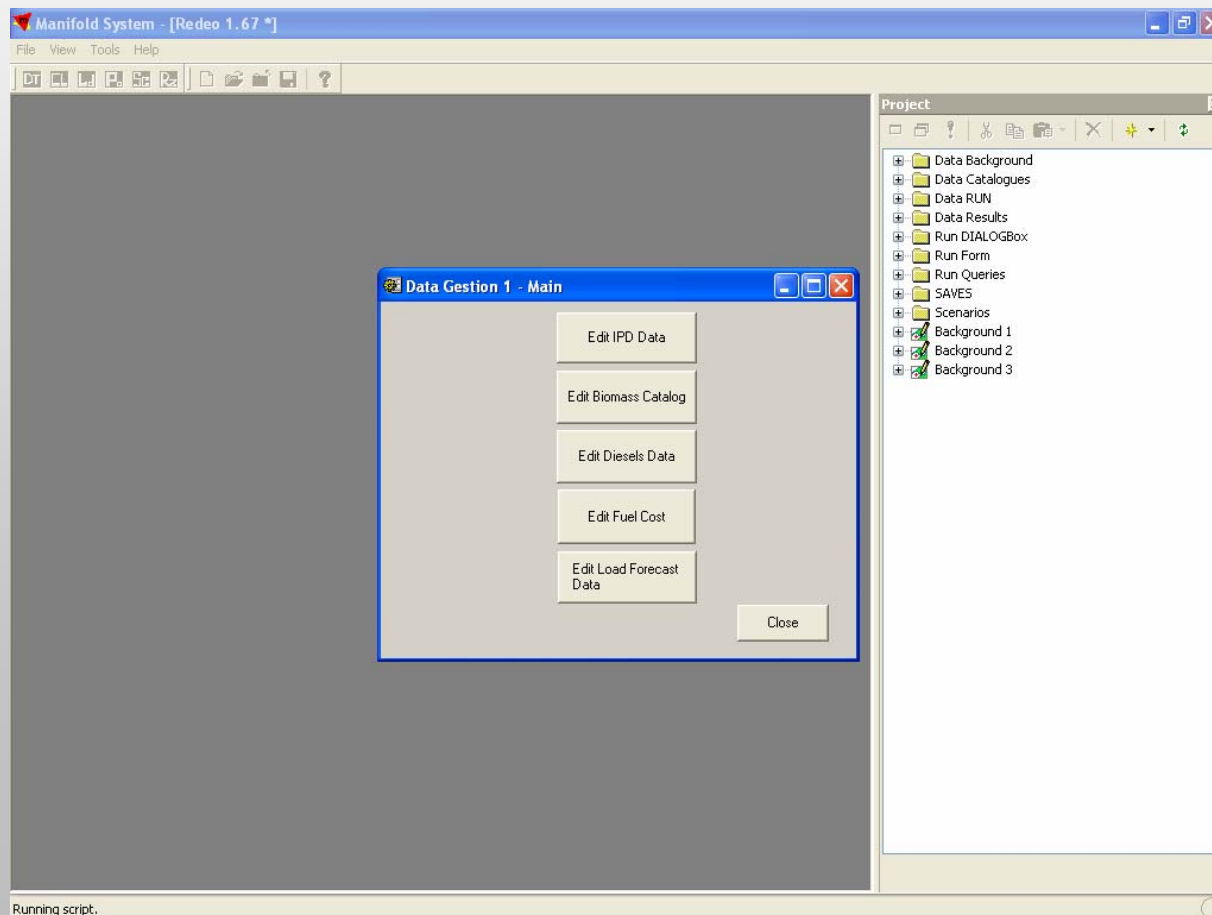 Manifold System - [Redeo 1.67 *]
File View Tools Help
Project
Data Background
Data Catalogues
Data RUN
Data Results
Run DIALOGBox
Run Form
Run Queries
SAVES
Scenarios
Background 1
Background 2
Background 3
Data Gestion 1 - Main
Edit IPD Data
Edit Biomass Catalog
Edit Diesels Data
Edit Fuel Cost
Edit Load Forecast
Data
Close
Running script.